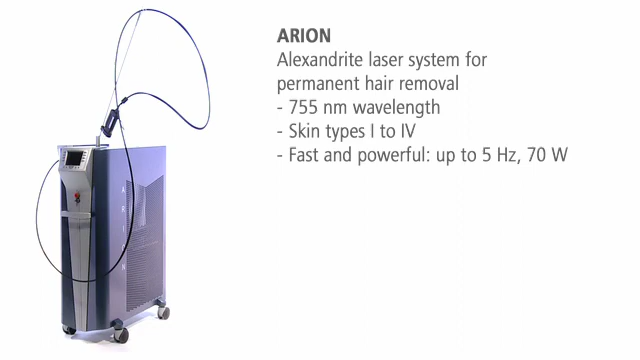 ARION
Alexandrite laser system for
permanent hair removal
- 755 nm wavelength
- Skin types I to IV
- Fast and powerful: up to 5 Hz, 70 W
ARION